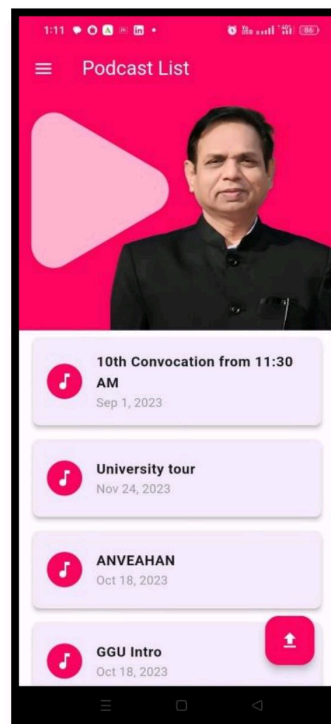 1:11
86
Podcast List
10th Convocation from 11:30
AM
Sep 1, 2023
University tour
Nov 24, 2023
ANVEAHAN
Oct 18, 2023
GGU Intro
Oct 18, 2023